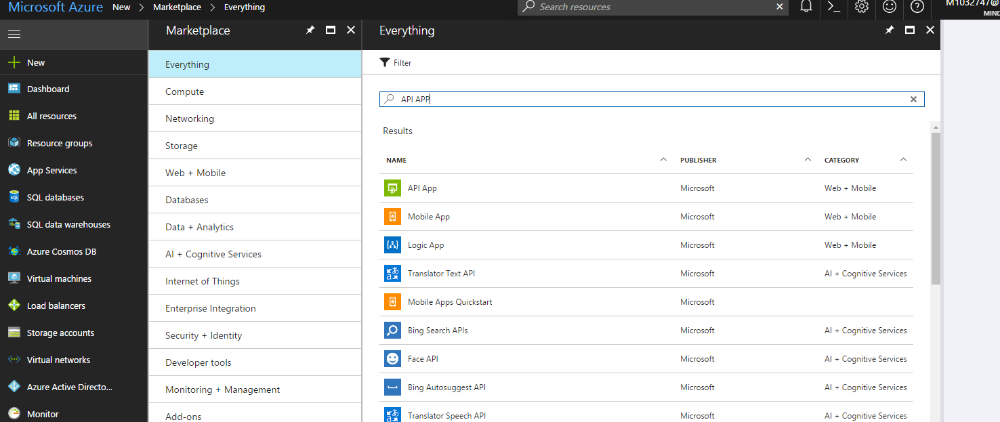 Microsoft Azure New > Marketplace > Everything
Search resources
M1032747@
MIND
Marketplace
Everything
New
Dashboard
All resources
Resource groups
App Services
SQL databases
SQL data warehouses
Azure Cosmos DB
Virtual machines
Load balancers
Storage accounts
Virtual networks
Azure Active Directo...
Monitor
Everything
Compute
Networking
Storage
Web + Mobile
Databases
Data + Analytics
AI + Cognitive Services
Internet of Things
Enterprise Integration
Security + Identity
Developer tools
Monitoring + Management
Add-ons
Filter
API APP
Results
NAME PUBLISHER CATEGORY
API App Microsoft Web + Mobile
Mobile App Microsoft Web + Mobile
Logic App Microsoft Web + Mobile
Translator Text API Microsoft AI + Cognitive Services
Mobile Apps Quickstart Microsoft
Bing Search APIs Microsoft AI + Cognitive Services
Face API Microsoft AI + Cognitive Services
Bing Autosuggest API Microsoft AI + Cognitive Services
Translator Speech API Microsoft AI + Cognitive Services